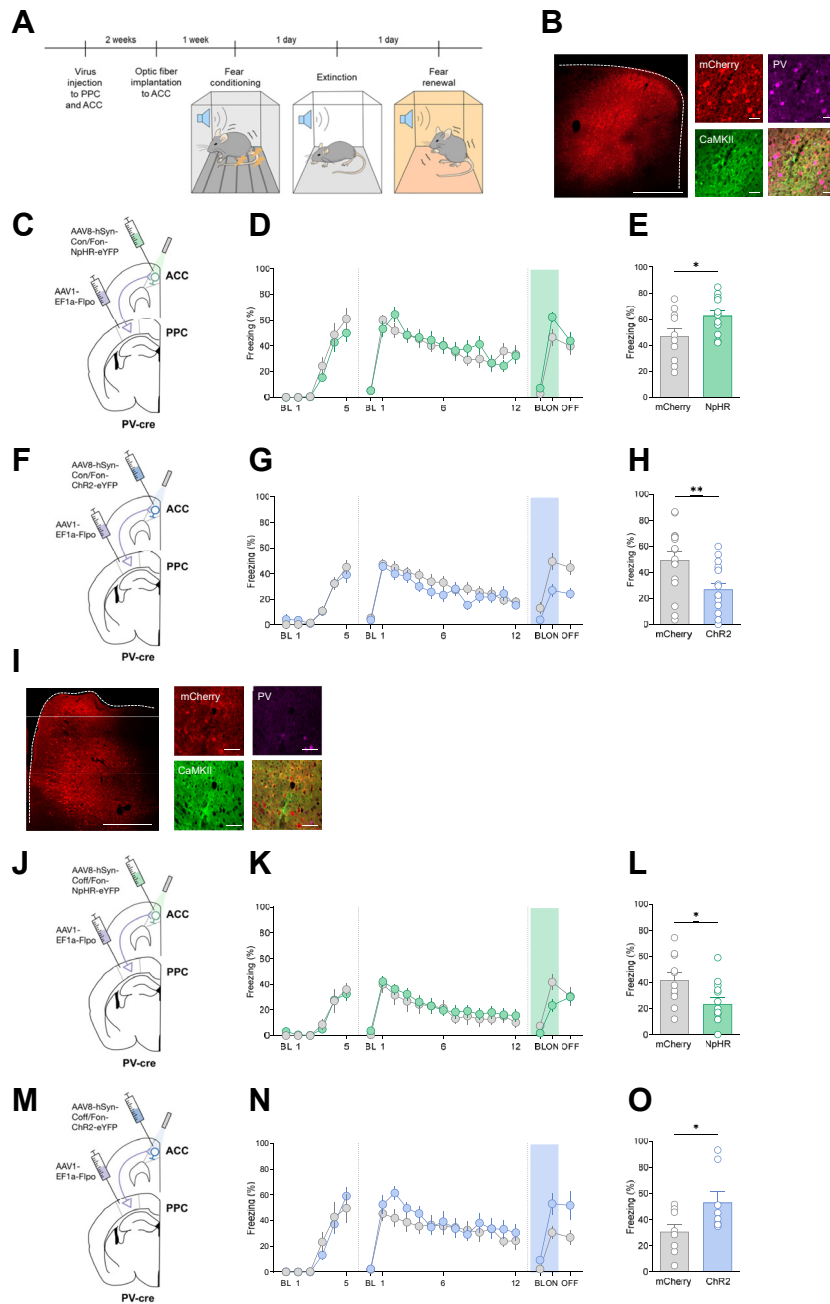 A
2 weeks
1 week
1 day
1 day
Virus
injection
to PPC
and ACC
Optic fiber
implantation
to ACC
Fear
conditioning
Extinction
Fear
renewal
B
mCherry
PV
CaMKII
C
AAV8-hSyn-
Con/Fon-
NpHR-eYFP
ACC
AAV1-
EF1a-Flpo
PPC
PV-cre
D
Freezing (%)
100
80
60
40
20
0
BL 1 5 BL 1 6 12 BL ON OFF
E
Freezing (%)
100
80
60
40
20
0
*
mCherry NpHR
F
AAV8-hSyn-
Con/Fon-
ChR2-eYFP
ACC
AAV1-
EF1a-Flpo
PPC
PV-cre
G
Freezing (%)
100
80
60
40
20
0
BL 1 5 BL 1 6 12 BL ON OFF
H
Freezing (%)
100
80
60
40
20
0
**
mCherry ChR2
I
mCherry
PV
CaMKII
J
AAV8-hSyn-
Coff/Fon-
NpHR-eYFP
ACC
AAV1-
EF1a-Flpo
PPC
PV-cre
K
Freezing (%)
100
80
60
40
20
0
BL 1 5 BL 1 6 12 BL ON OFF
L
Freezing (%)
100
80
60
40
20
0
*
mCherry NpHR
M
AAV8-hSyn-
Coff/Fon-
ChR2-eYFP
ACC
AAV1-
EF1a-Flpo
PPC
PV-cre
N
Freezing (%)
100
80
60
40
20
0
BL 1 5 BL 1 6 12 BL ON OFF
O
Freezing (%)
100
80
60
40
20
0
*
mCherry ChR2